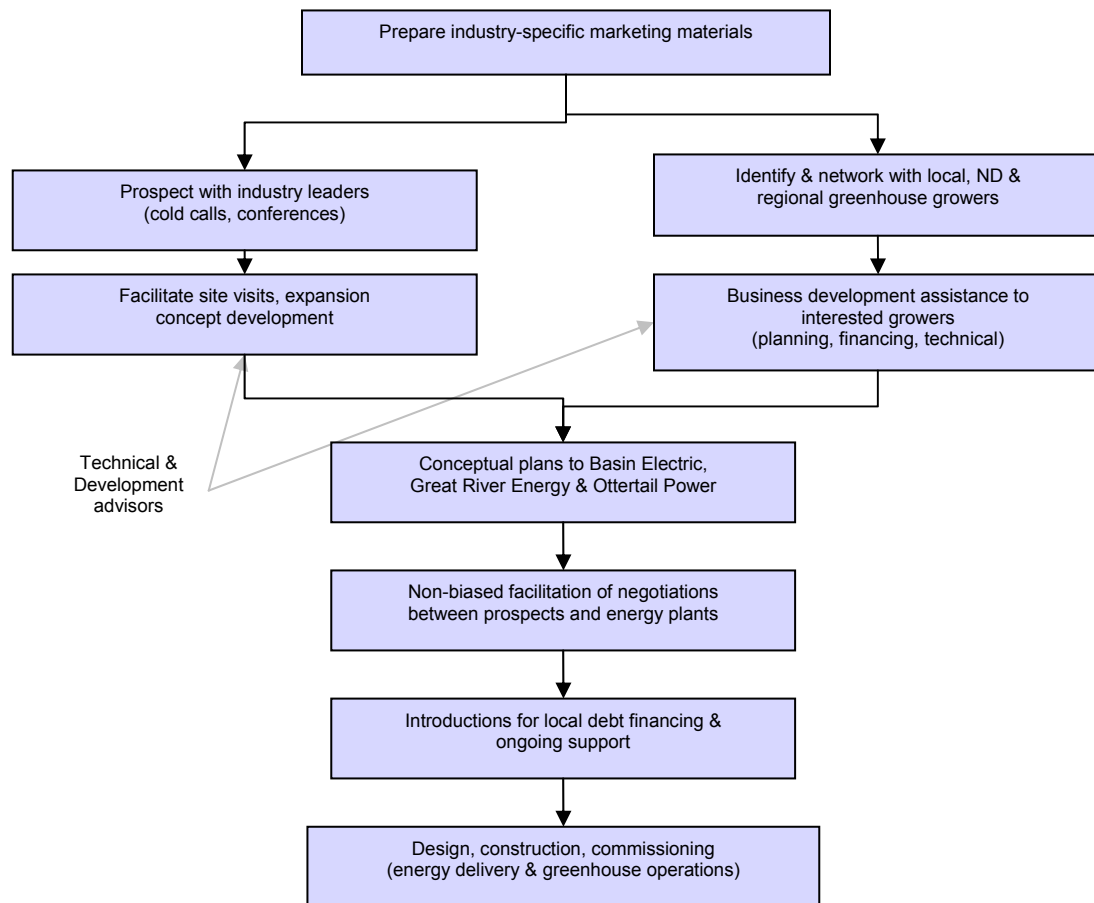 Prepare industry-specific marketing materials
Prospect with industry leaders
(cold calls, conferences)
Identify & network with local, ND &
regional greenhouse growers
Facilitate site visits, expansion
concept development
Business development assistance to
interested growers
(planning, financing, technical)
Technical &
Development
advisors
Conceptual plans to Basin Electric,
Great River Energy & Ottertail Power
Non-biased facilitation of negotiations
between prospects and energy plants
Introductions for local debt financing &
ongoing support
Design, construction, commissioning
(energy delivery & greenhouse operations)